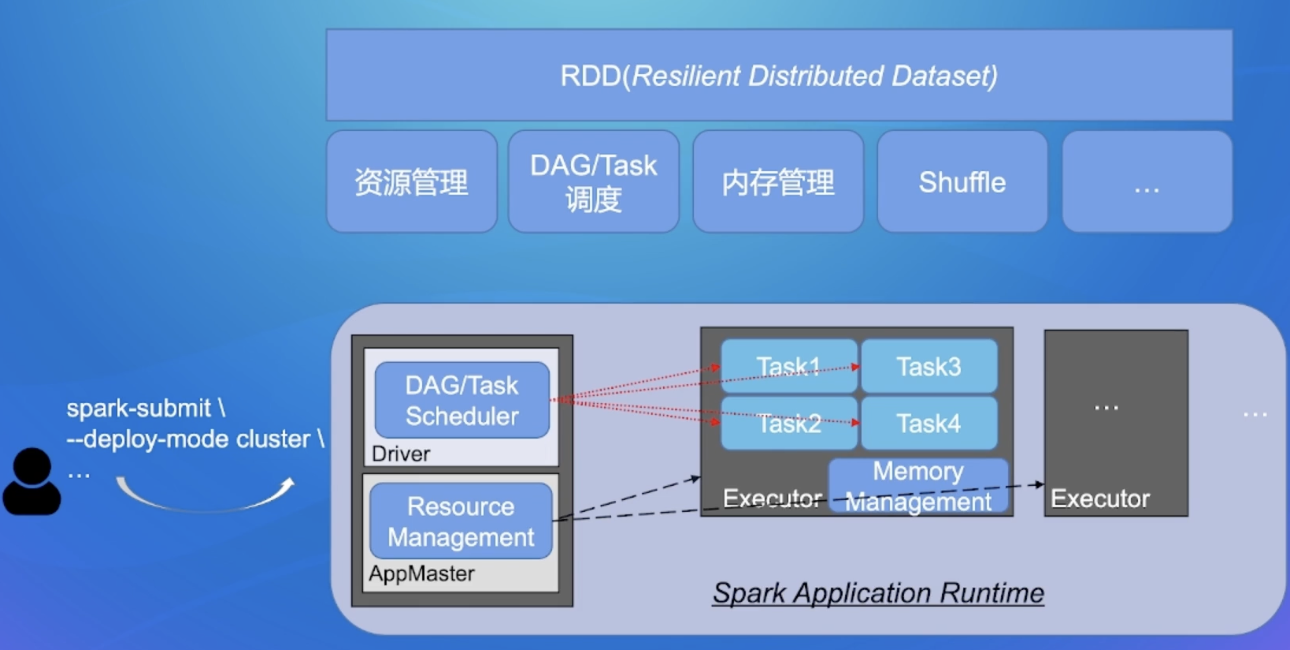 RDD(Resilient Distributed Dataset)
资源管理
DAG/Task
调度
内存管理
Shuffle
...
spark-submit \
--deploy-mode cluster \
...
DAG/Task
Scheduler
Driver
Resource
Management
AppMaster
Task1
Task3
Task2
Task4
Memory
Management
Executor
...
Executor
...
Spark Application Runtime